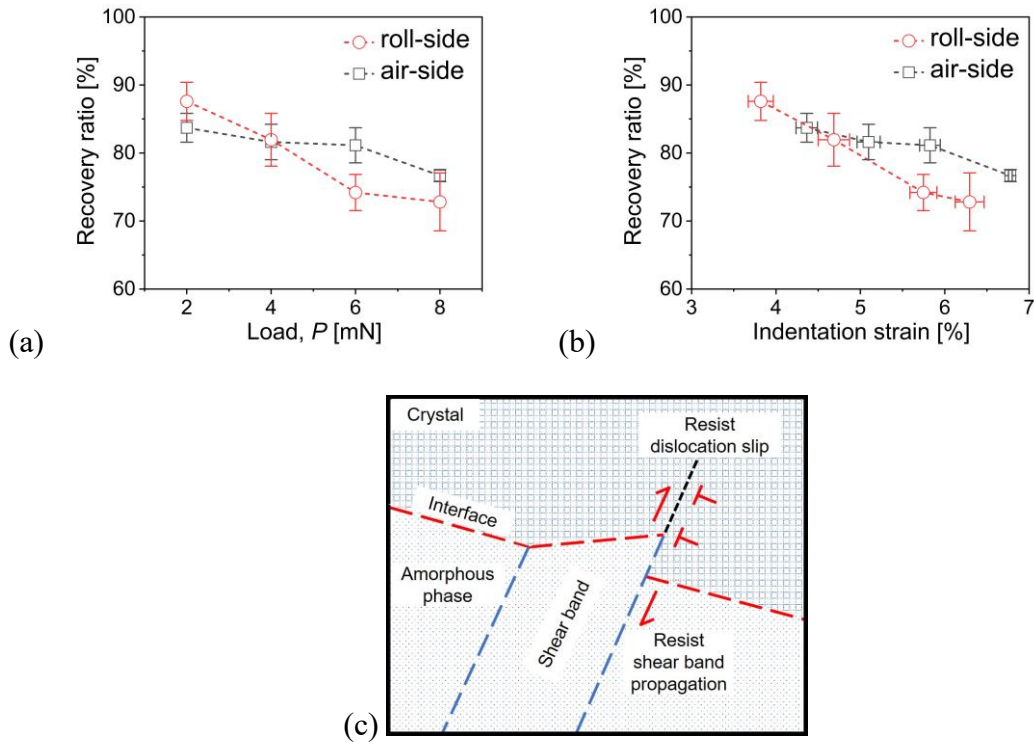 100
90
80
70
60
Recovery ratio [%]
roll-side
air-side
2 4 6 8
Load, P [mN]
(a)
100
90
80
70
60
Recovery ratio [%]
roll-side
air-side
3 4 5 6 7
Indentation strain [%]
(b)
Crystal
Resist
dislocation slip
Interface
Amorphous
phase
Shear band
Resist
shear band
propagation
(c)